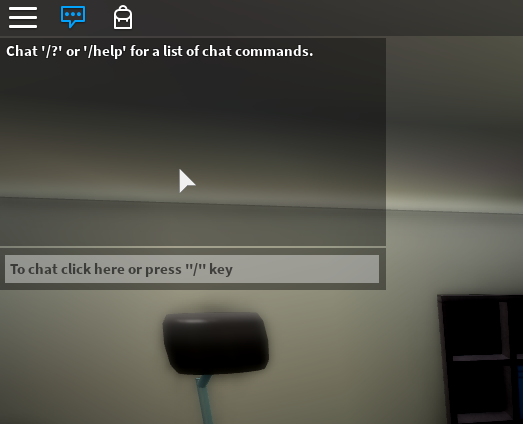 Chat '/?' or '/help' for a list of chat commands.
To chat click here or press "/" key